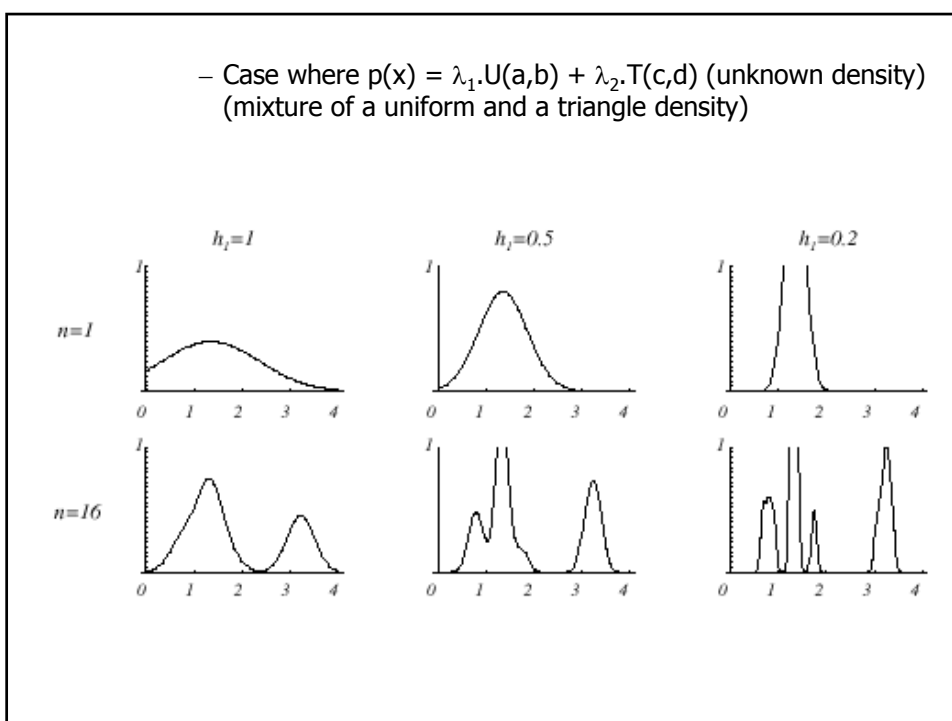 – Case where p(x) = λ₁.U(a,b) + λ₂.T(c,d) (unknown density)
(mixture of a uniform and a triangle density)
h₁=1 h₁=0.5 h₁=0.2
1 1 1
n=1
0 1 2 3 4 0 1 2 3 4 0 1 2 3 4
1 1 1
n=16
0 1 2 3 4 0 1 2 3 4 0 1 2 3 4